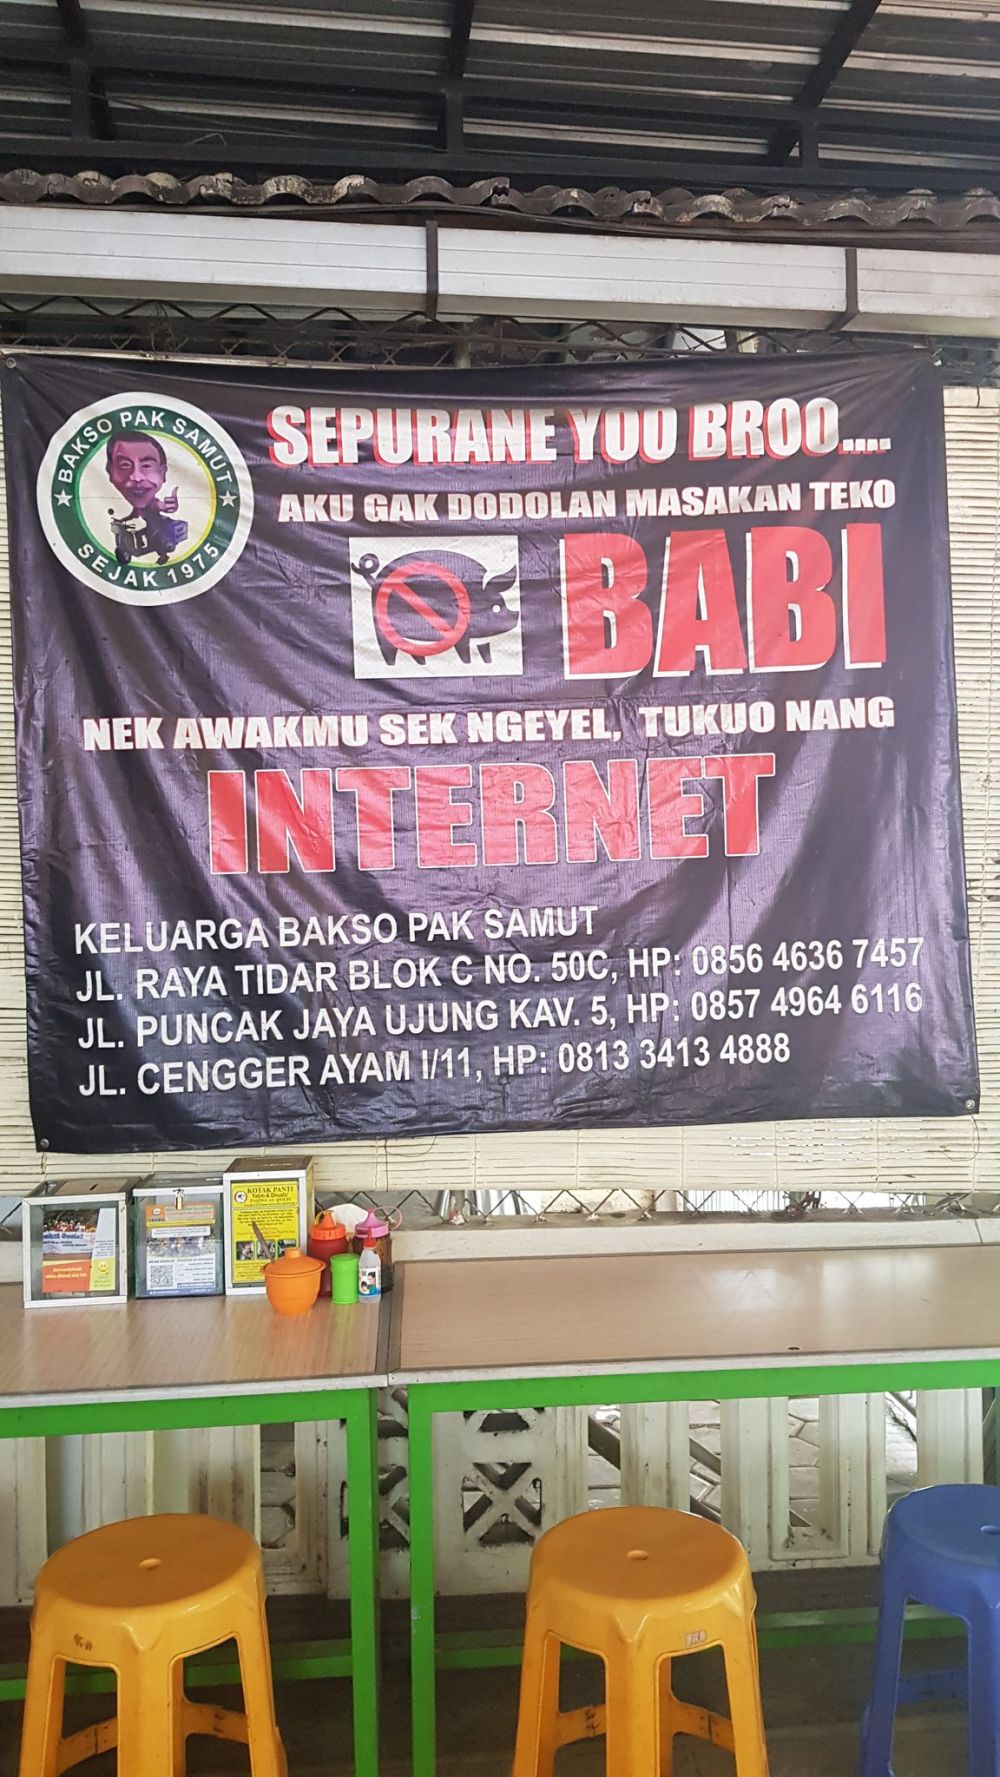 BAKSO PAK SAMUT
SEJAK 1975
SEPURANE YOO BROO....
AKU GAK DODOLAN MASAKAN TEKO
BABI
NEK AWAKMU SEK NGEYEL, TUKUO NANG
INTERNET
KELUARGA BAKSO PAK SAMUT
JL. RAYA TIDAR BLOK C NO. 50C, HP: 0856 4636 7457
JL. PUNCAK JAYA UJUNG KAV. 5, HP: 0857 4964 6116
JL. CENGGER AYAM I/11, HP: 0813 3413 4888
KOTAK PANTI